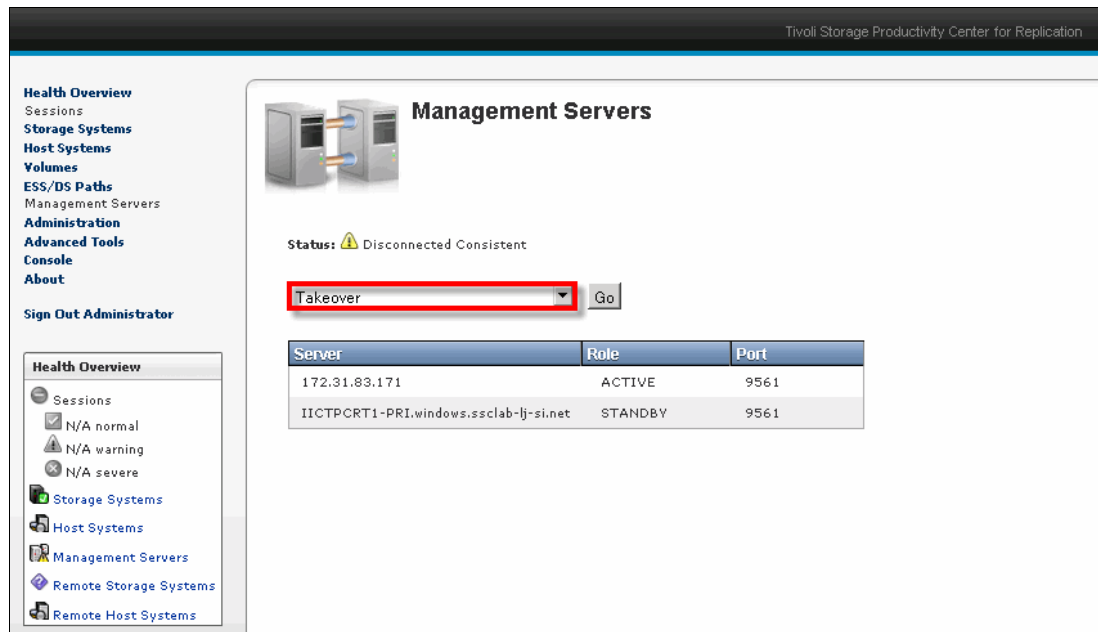 Tivoli Storage Productivity Center for Replication
Health Overview
Sessions
Storage Systems
Host Systems
Volumes
ESS/DS Paths
Management Servers
Administration
Advanced Tools
Console
About
Sign Out Administrator
Health Overview
Sessions
N/A normal
N/A warning
N/A severe
Storage Systems
Host Systems
Management Servers
Remote Storage Systems
Remote Host Systems
Management Servers
Status: Disconnected Consistent
Takeover Go
Server Role Port
172.31.83.171 ACTIVE 9561
IICTPCRT1-PRI.windows.ssclab-lj-si.net STANDBY 9561